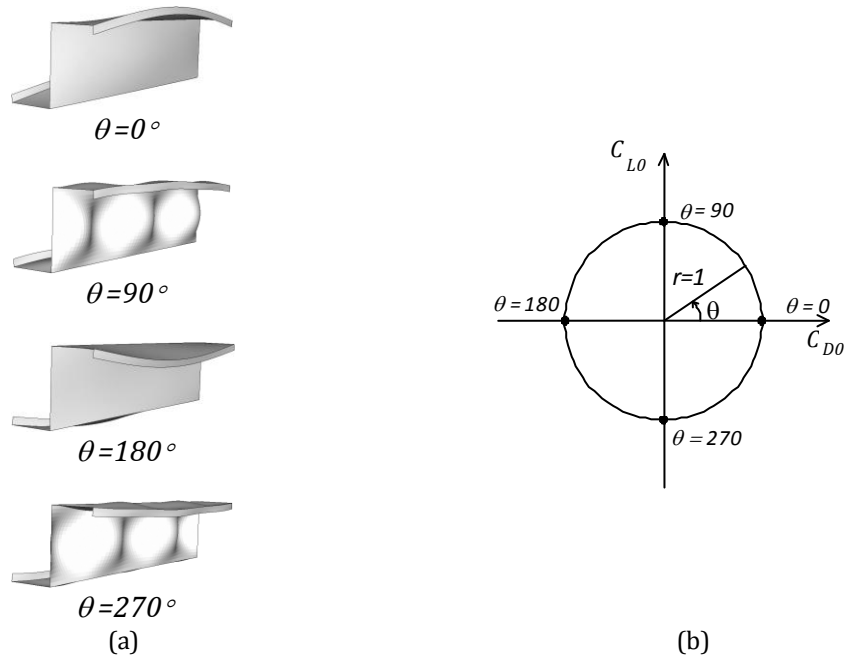 θ=0°
θ=90°
θ=180°
θ=270°
(a)
C_L0
θ = 90
r=1
θ = 180
θ
θ = 0
C_D0
θ = 270
(b)